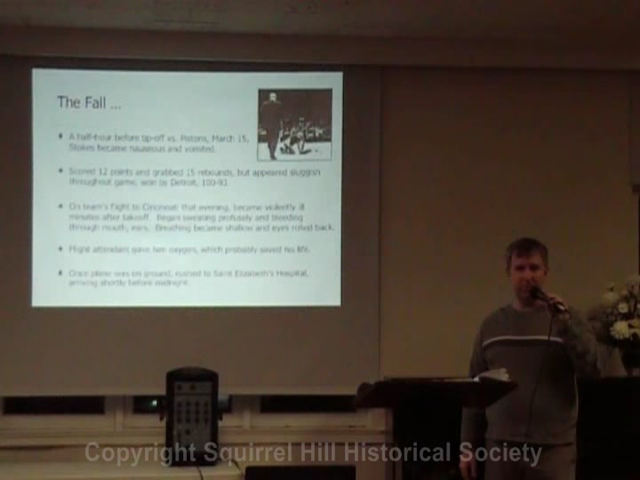 The Fall ...
A half-hour before tip-off vs. Pistons, March 15,
Stokes became nauseous and vomited.
Scored 12 points and grabbed 15 rebounds, but appeared sluggish
throughout game, won by Detroit,
On team's flight to Cincinnati that evening, became violently ill
minutes after takeoff. Began sweating profusely and bleeding
through mouth, ears. Breathing became shallow and eyes rolled back.
Flight attendant gave him oxygen, which probably saved his life.
Once plane was on ground, rushed to Saint Elizabeth's Hospital,
arriving shortly before midnight.
Copyright Squirrel Hill Historical Society